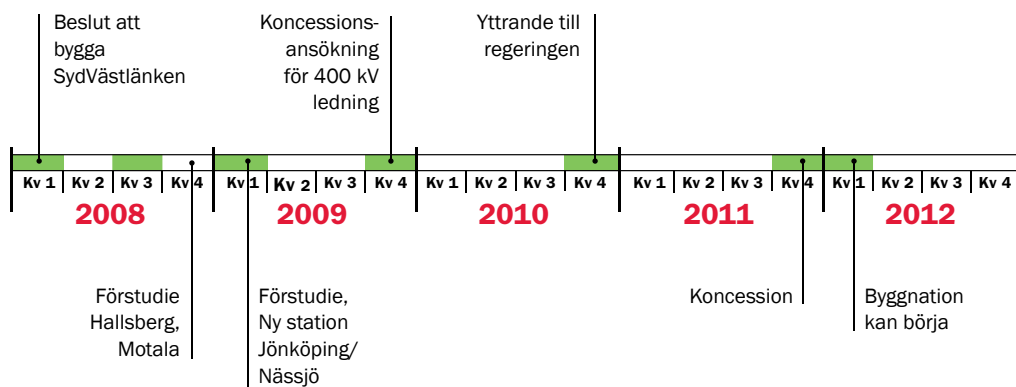 Beslut att
bygga
SydVästlänken
Koncessions-
ansökning
för 400 kV
ledning
Yttrande till
regeringen
Kv 1 Kv 2 Kv 3 Kv 4 Kv 1 Kv 2 Kv 3 Kv 4 Kv 1 Kv 2 Kv 3 Kv 4 Kv 1 Kv 2 Kv 3 Kv 4 Kv 1 Kv 2 Kv 3 Kv 4
2008 2009 2010 2011 2012
Förstudie
Hallsberg,
Motala
Förstudie,
Ny station
Jönköping/
Nässjö
Koncession
Byggnation
kan börja